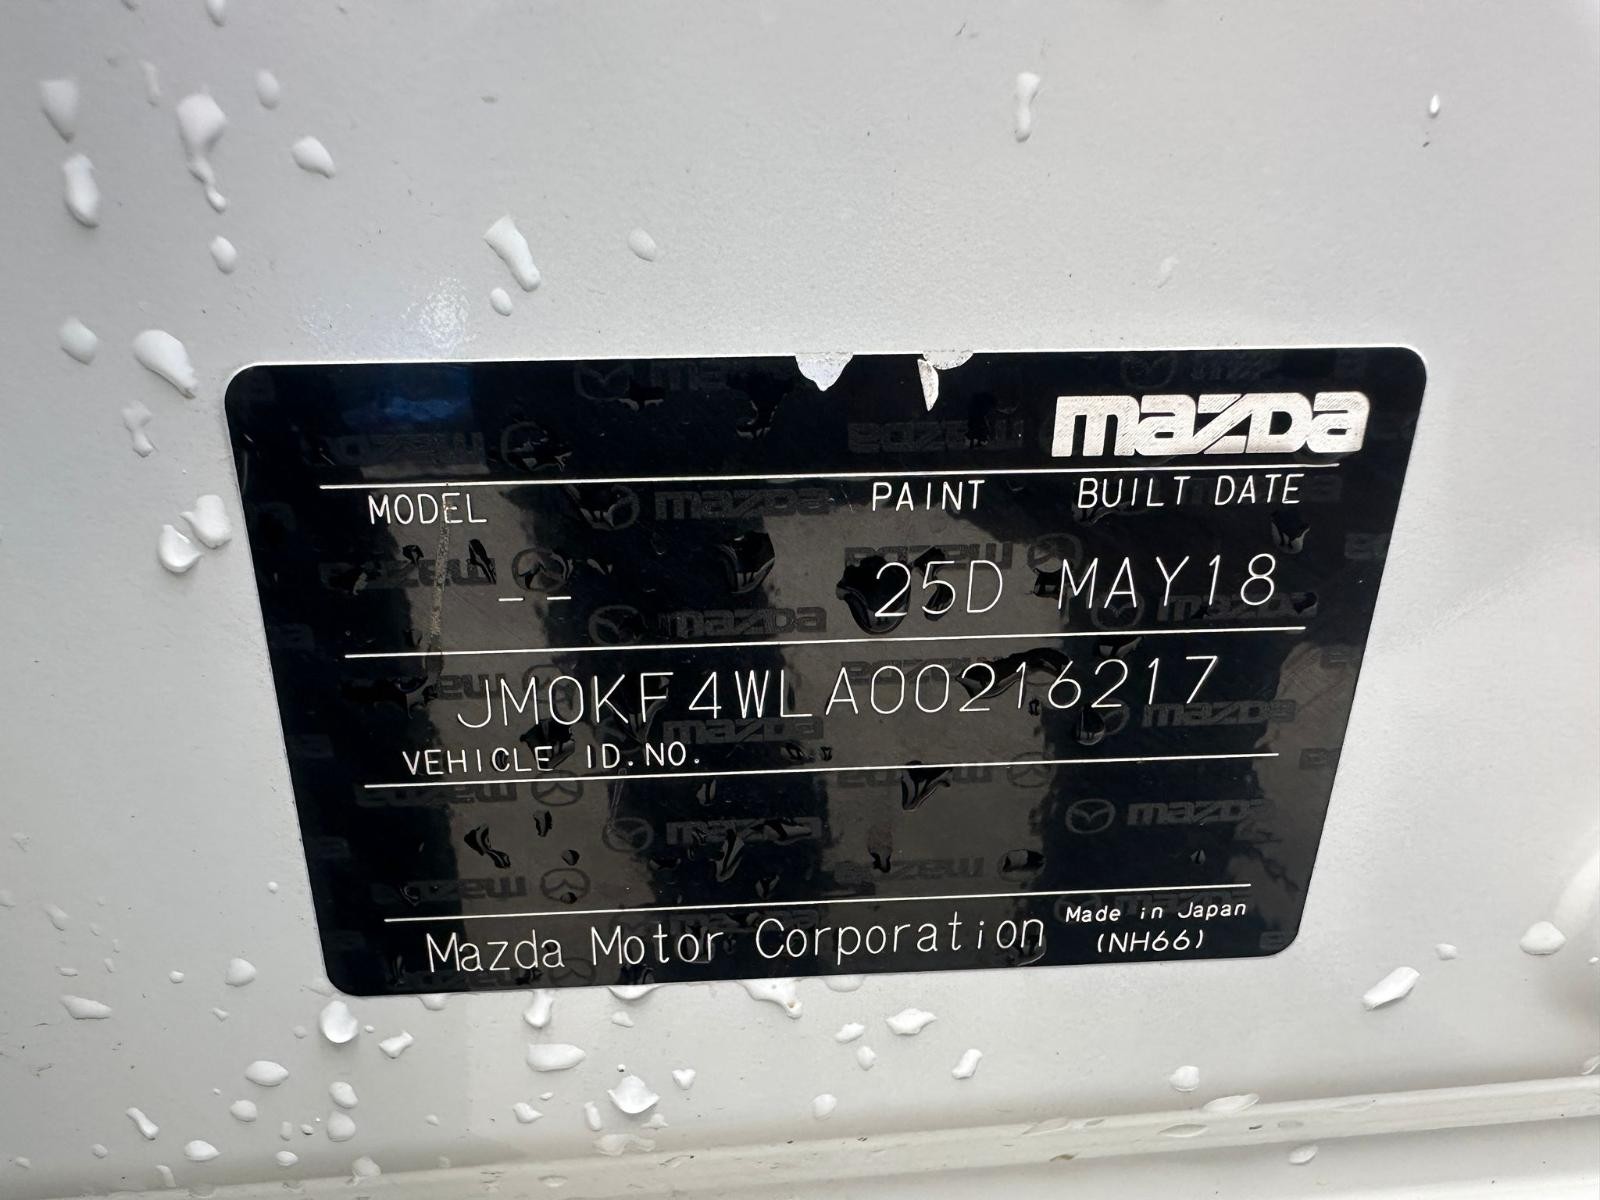 mazda
MODEL PAINT BUILT DATE
_ _ 25D MAY18
JM0KF4WLA00216217
VEHICLE ID.NO.
Mazda Motor Corporation Made in Japan
(NH66)